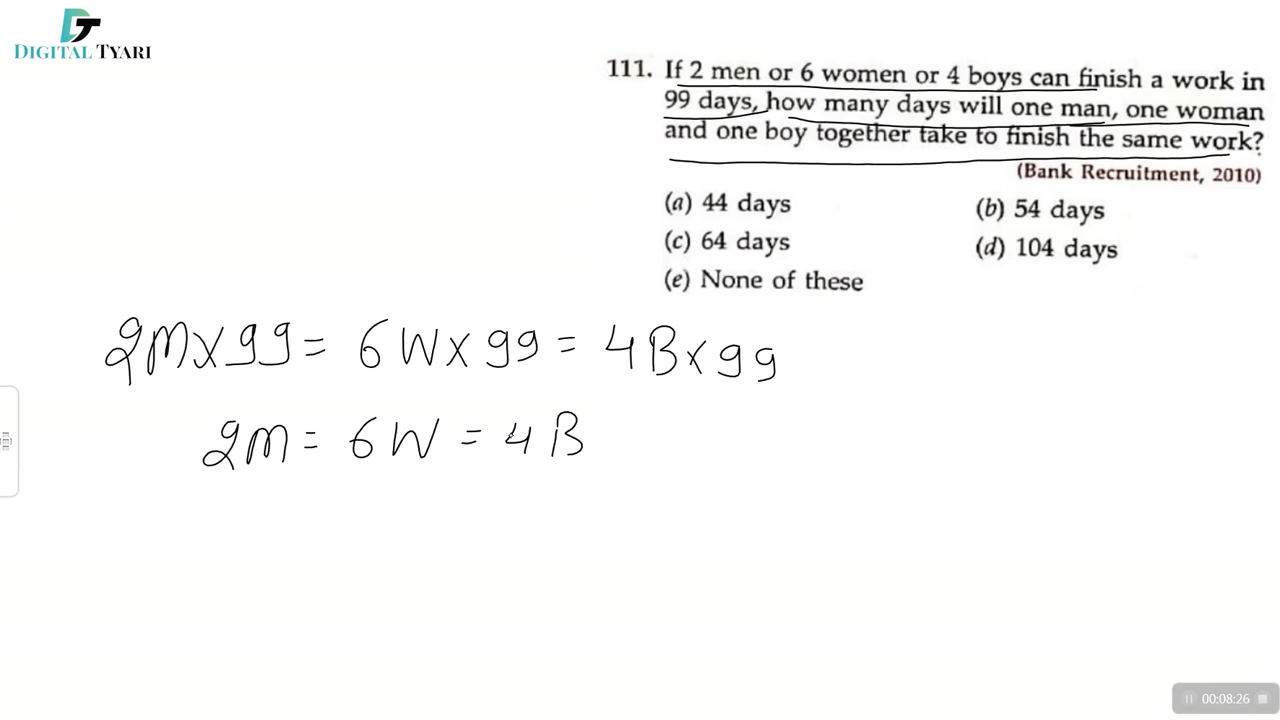 DIGITAL TYARI
111. If 2 men or 6 women or 4 boys can finish a work in
99 days, how many days will one man, one woman
and one boy together take to finish the same work?
(Bank Recruitment, 2010)
(a) 44 days (b) 54 days
(c) 64 days (d) 104 days
(e) None of these
2M×99 = 6W×99 = 4B×99
2M = 6W = 4B
00:08:26